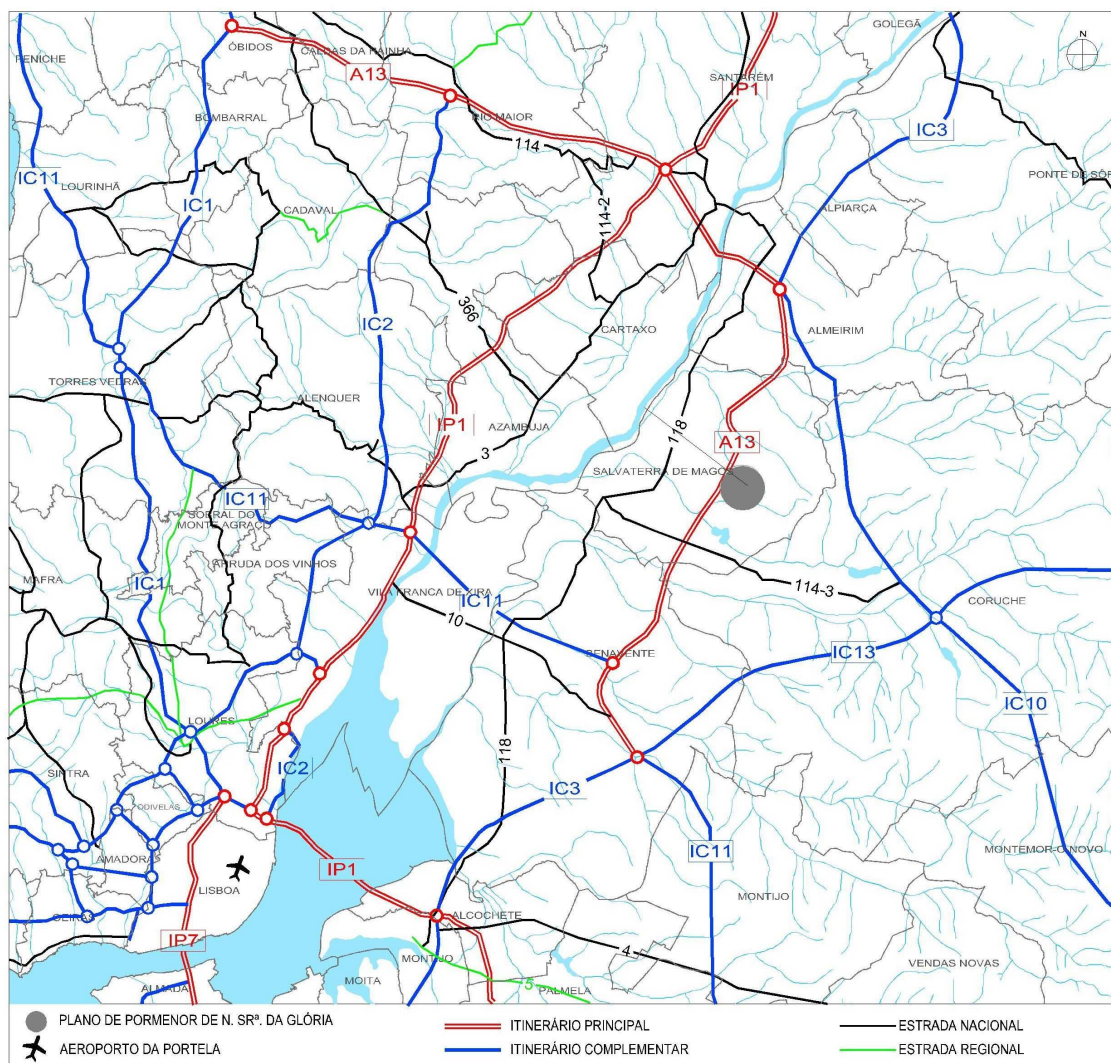 N
GOLEGÃ
ÓBIDOS
CALDAS DA RAINHA
PENICHE
A13
SANTARÉM
IP1
BOMBARRAL
RIO MAIOR
IC3
114
IC11
LOURINHÃ
IC1
PONTE DE SÔR
CADAVAL
114-2
ALPIARÇA
366
IC2
CARTAXO
ALMEIRIM
TORRES VEDRAS
ALENQUER
IP1
AZAMBUJA
118
A13
3
SALVATERRA DE MAGOS
IC11
SOBRAL DO
MONTE AGRAÇO
ARRUDA DOS VINHOS
MAFRA
IC1
VILA FRANCA DE XIRA
IC11
114-3
CORUCHE
10
BENAVENTE
IC13
IC10
LOURES
118
SINTRA
IC2
IC3
ODIVELAS
AMADORA
IP1
IC11
MONTEMOR-O-NOVO
LISBOA
MONTIJO
OEIRAS
ALCOCHETE
IP7
4
MONTIJO
VENDAS NOVAS
ALMADA
MOITA
5
PALMELA
PLANO DE PORMENOR DE N. SRª. DA GLÓRIA
ITINERÁRIO PRINCIPAL
ESTRADA NACIONAL
AEROPORTO DA PORTELA
ITINERÁRIO COMPLEMENTAR
ESTRADA REGIONAL